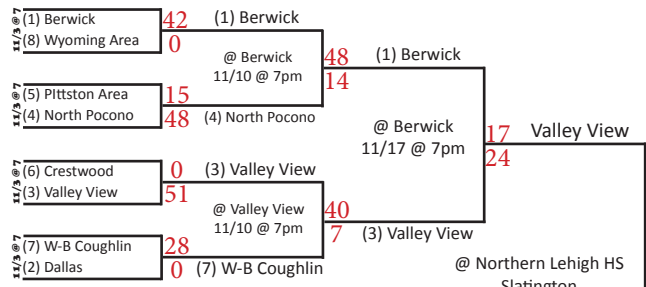 11/3 @ 7
(1) Berwick 42
(8) Wyoming Area 0
(1) Berwick
@ Berwick
11/10 @ 7pm
48
14
11/3 @ 7
(5) PIttston Area 15
(4) North Pocono 48
(4) North Pocono
(1) Berwick
@ Berwick
11/17 @ 7pm
17
24
Valley View
11/3 @ 7
(6) Crestwood 0
(3) Valley View 51
(3) Valley View
@ Valley View
11/10 @ 7pm
40
7
(3) Valley View
11/3 @ 7
(7) W-B Coughlin 28
(2) Dallas 0
(7) W-B Coughlin
@ Northern Lehigh HS
Slatington